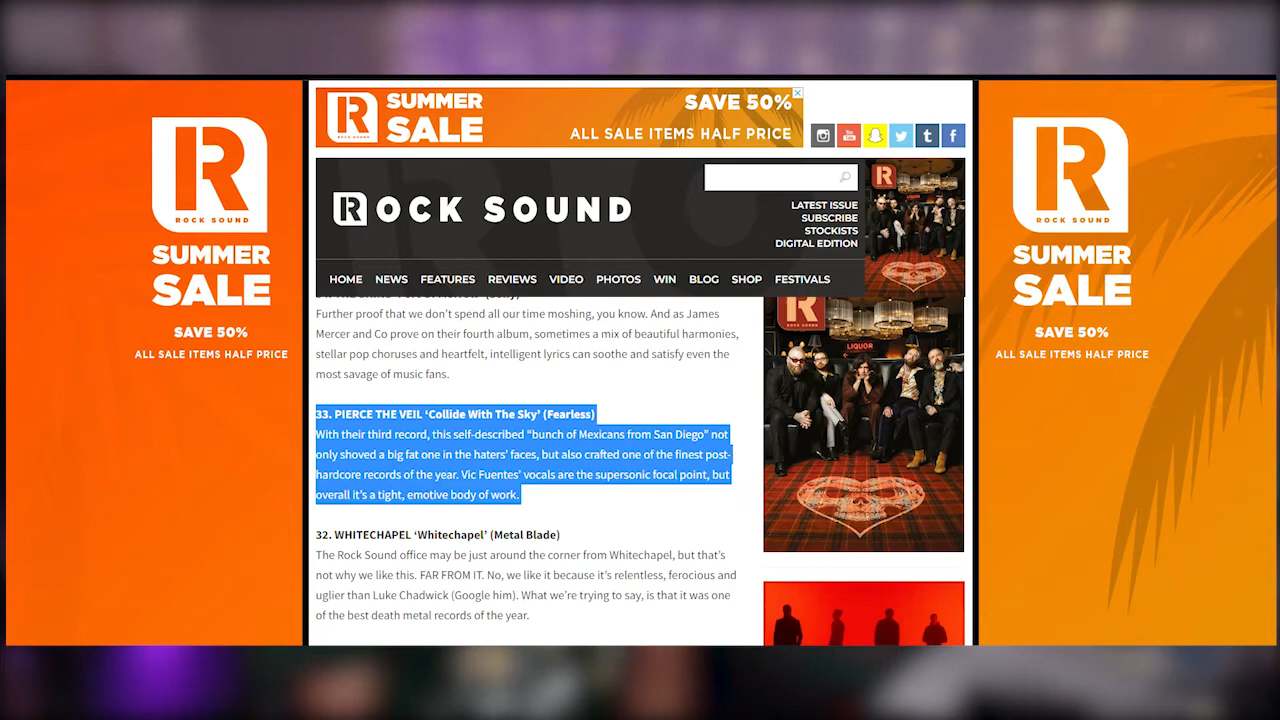 SUMMER
SALE
SAVE 50%
ALL SALE ITEMS HALF PRICE
ROCK SOUND
LATEST ISSUE
SUBSCRIBE
STOCKISTS
DIGITAL EDITION
HOME NEWS FEATURES REVIEWS VIDEO PHOTOS WIN BLOG SHOP FESTIVALS
Further proof that we don't spend all our time moshing, you know. And as James
Mercer and Co prove on their fourth album, sometimes a mix of beautiful harmonies,
stellar pop choruses and heartfelt, intelligent lyrics can soothe and satisfy even the
most savage of music fans.
33. PIERCE THE VEIL ‘Collide With The Sky’ (Fearless)
With their third record, this self-described “bunch of Mexicans from San Diego” not
only shoved a big fat one in the haters’ faces, but also crafted one of the finest post-
hardcore records of the year. Vic Fuentes’ vocals are the supersonic focal point, but
overall it’s a tight, emotive body of work.
32. WHITECHAPEL ‘Whitechapel’ (Metal Blade)
The Rock Sound office may be just around the corner from Whitechapel, but that’s
not why we like this. FAR FROM IT. No, we like it because it’s relentless, ferocious and
uglier than Luke Chadwick (Google him). What we’re trying to say, is that it was one
of the best death metal records of the year.
LIQUOR
R
ROCK SOUND
SUMMER
SALE
SAVE 50%
ALL SALE ITEMS HALF PRICE
R
ROCK SOUND
SUMMER
SALE
SAVE 50%
ALL SALE ITEMS HALF PRICE